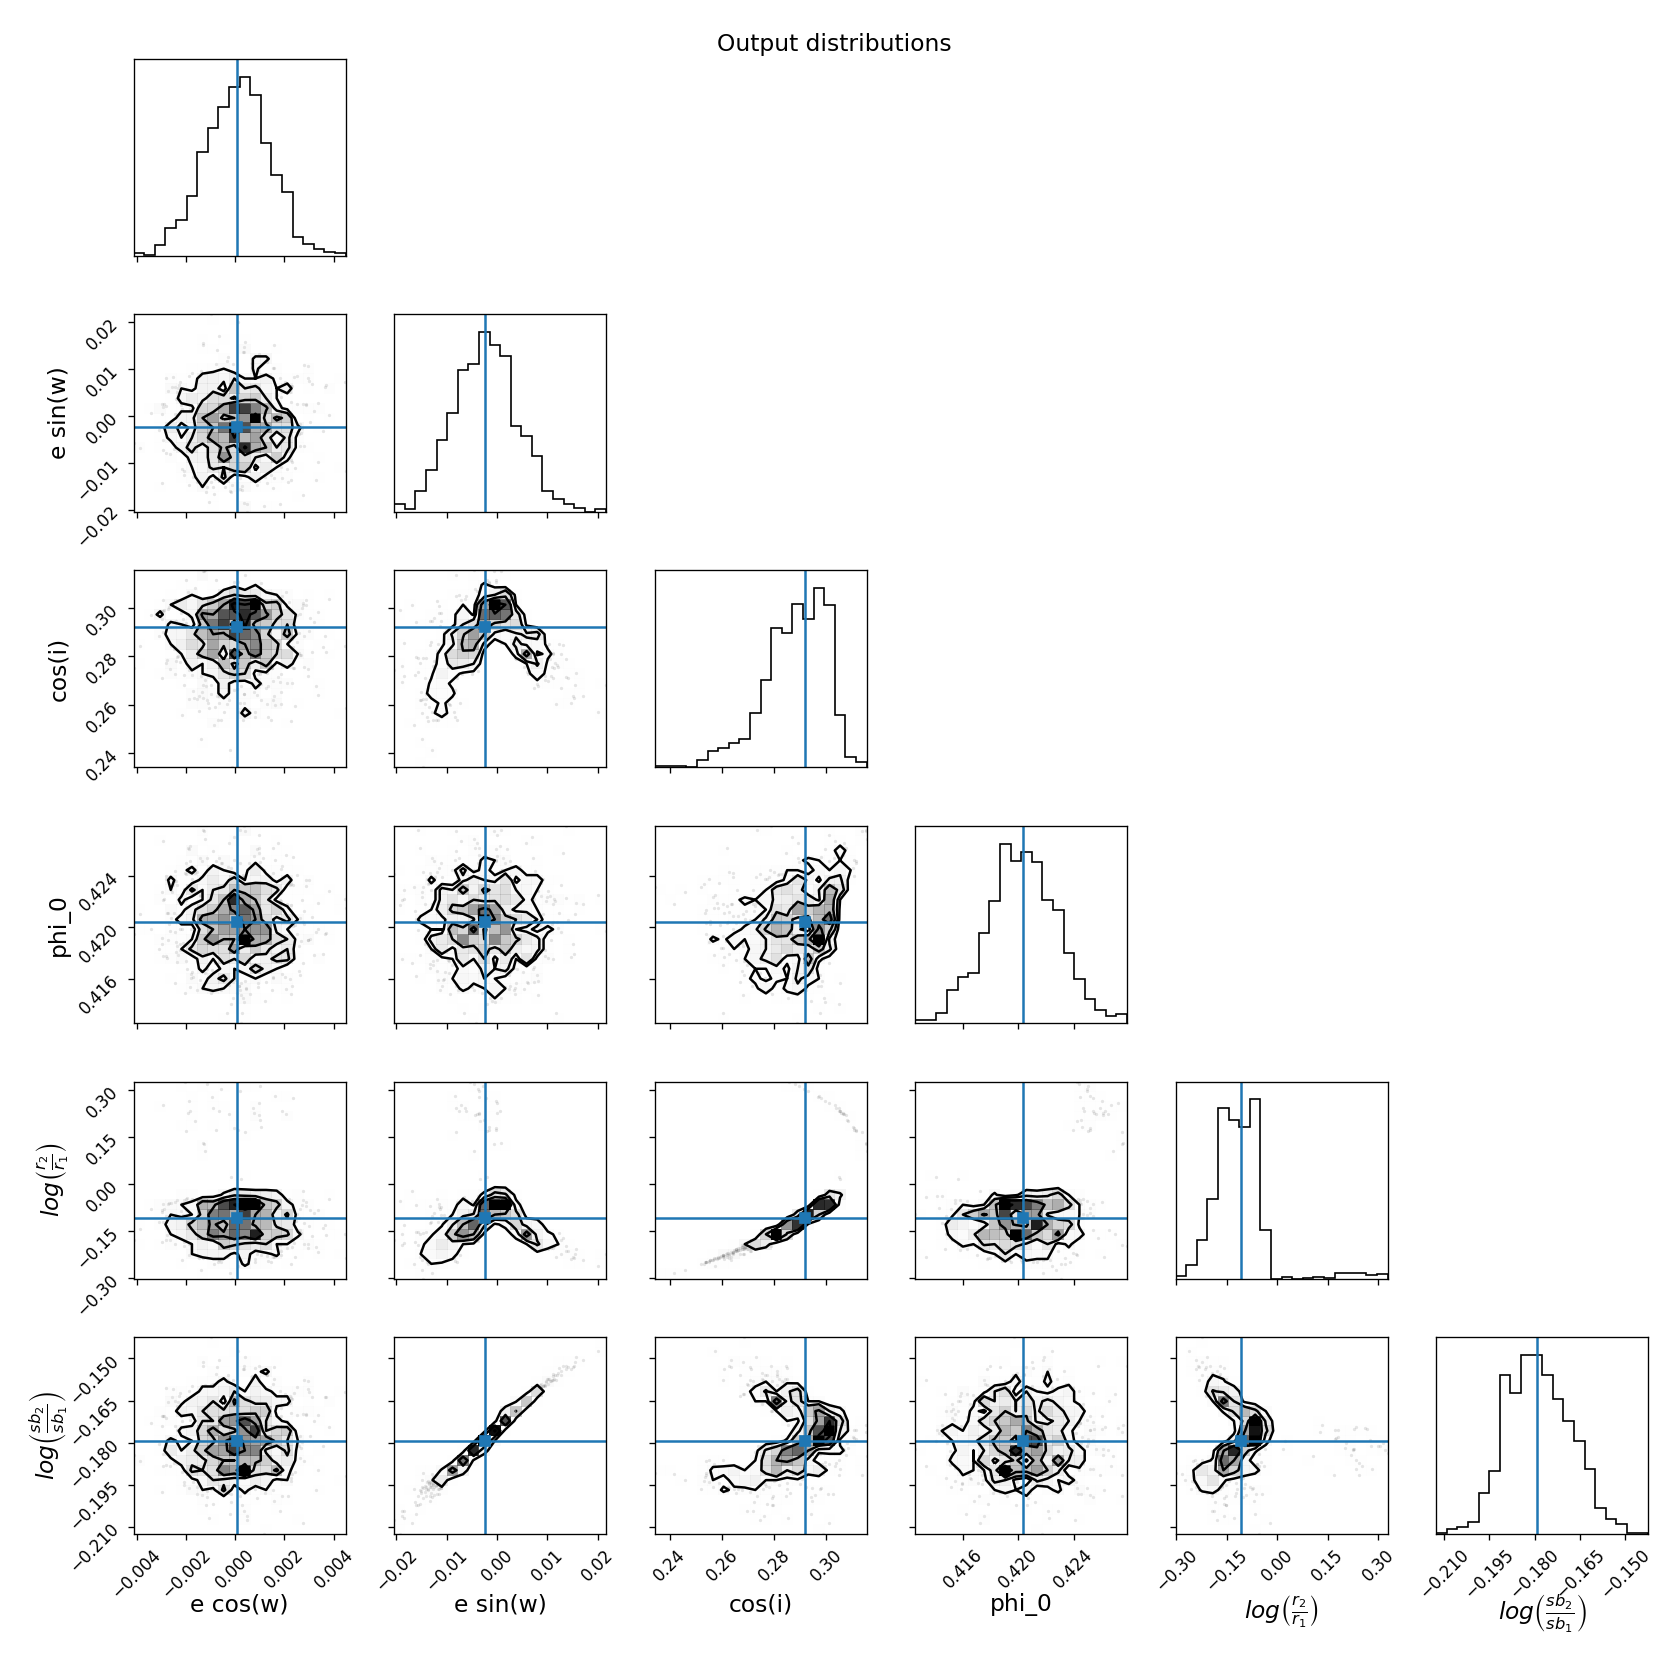 Output distributions
0.02
0.01
0.00
−0.01
−0.02
e sin(w)
0.30
0.28
0.26
0.24
cos(i)
0.424
0.420
0.416
phi_0
0.30
0.15
0.00
−0.15
−0.30
log(r₂/r₁)
−0.150
−0.165
−0.180
−0.195
−0.210
log(sb₂/sb₁)
−0.004 −0.002 0.000 0.002 0.004 −0.02 −0.01 0.00 0.01 0.02 0.24 0.26 0.28 0.30 0.416 0.420 0.424 −0.30 −0.15 0.00 0.15 0.30 −0.210 −0.195 −0.180 −0.165 −0.150
e cos(w) e sin(w) cos(i) phi_0 log(r₂/r₁) log(sb₂/sb₁)